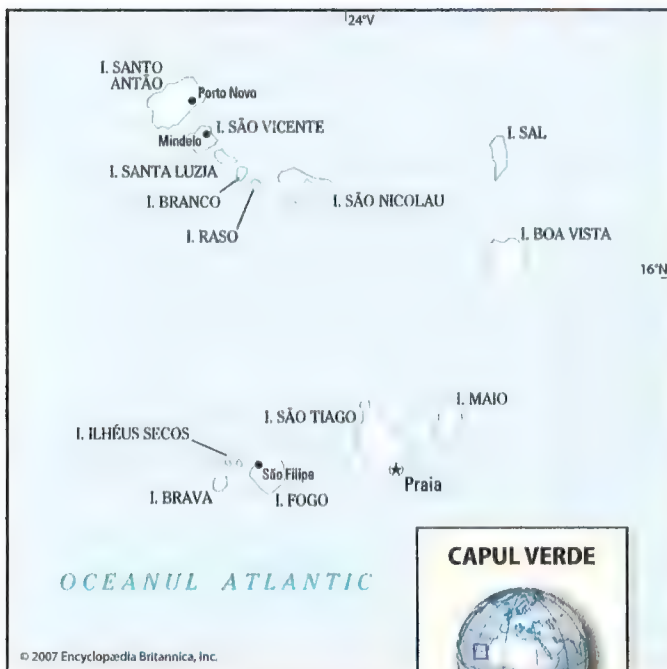 24°V
I. SANTO
ANTÃO
Porto Novo
I. SÃO VICENTE
Mindelo
I. SAL
I. SANTA LUZIA
I. BRANCO
I. SÃO NICOLAU
I. RASO
I. BOA VISTA
16°N
I. MAIO
I. SÃO TIAGO
I. ILHÉUS SECOS
São Filipe
Praia
I. BRAVA
I. FOGO
CAPUL VERDE
OCEANUL ATLANTIC
© 2007 Encyclopædia Britannica, Inc.